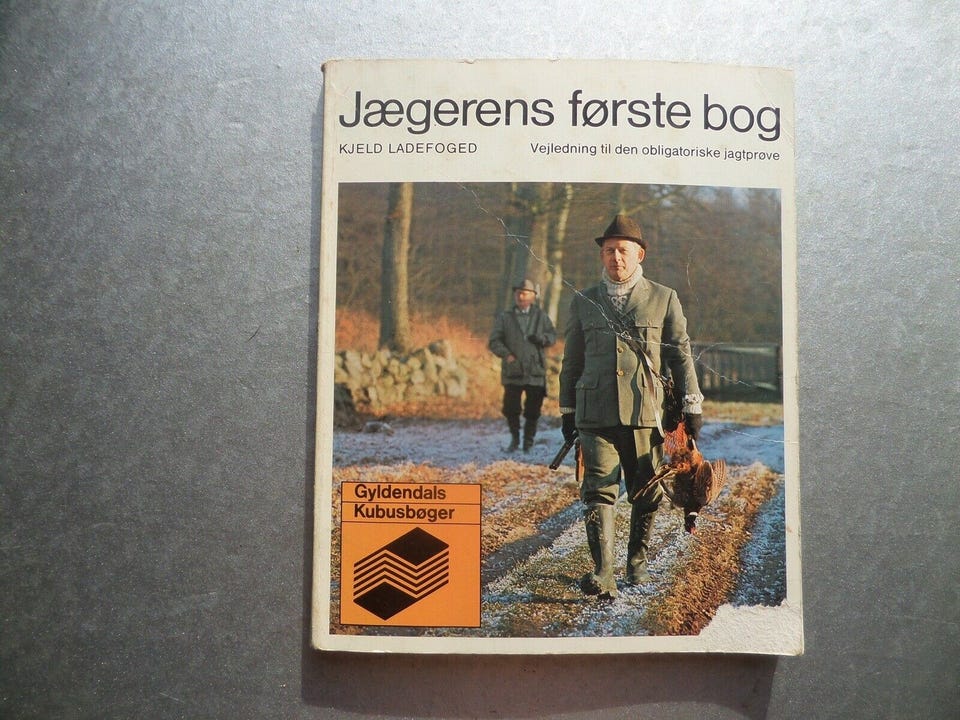 Jægerens første bog
KJELD LADEFOGED Vejledning til den obligatoriske jagtprøve
Gyldendals
Kubusbøger